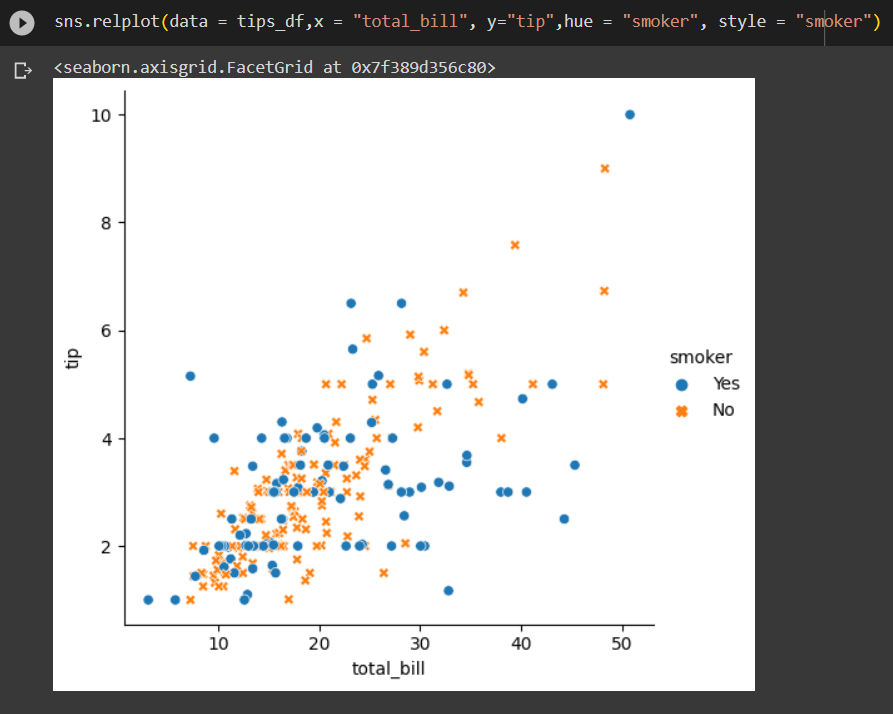 sns.relplot(data = tips_df,x = "total_bill", y="tip",hue = "smoker", style = "smoker")
<seaborn.axisgrid.FacetGrid at 0x7f389d356c80>
10
8
6
4
2
tip
10 20 30 40 50
total_bill
smoker
Yes
No